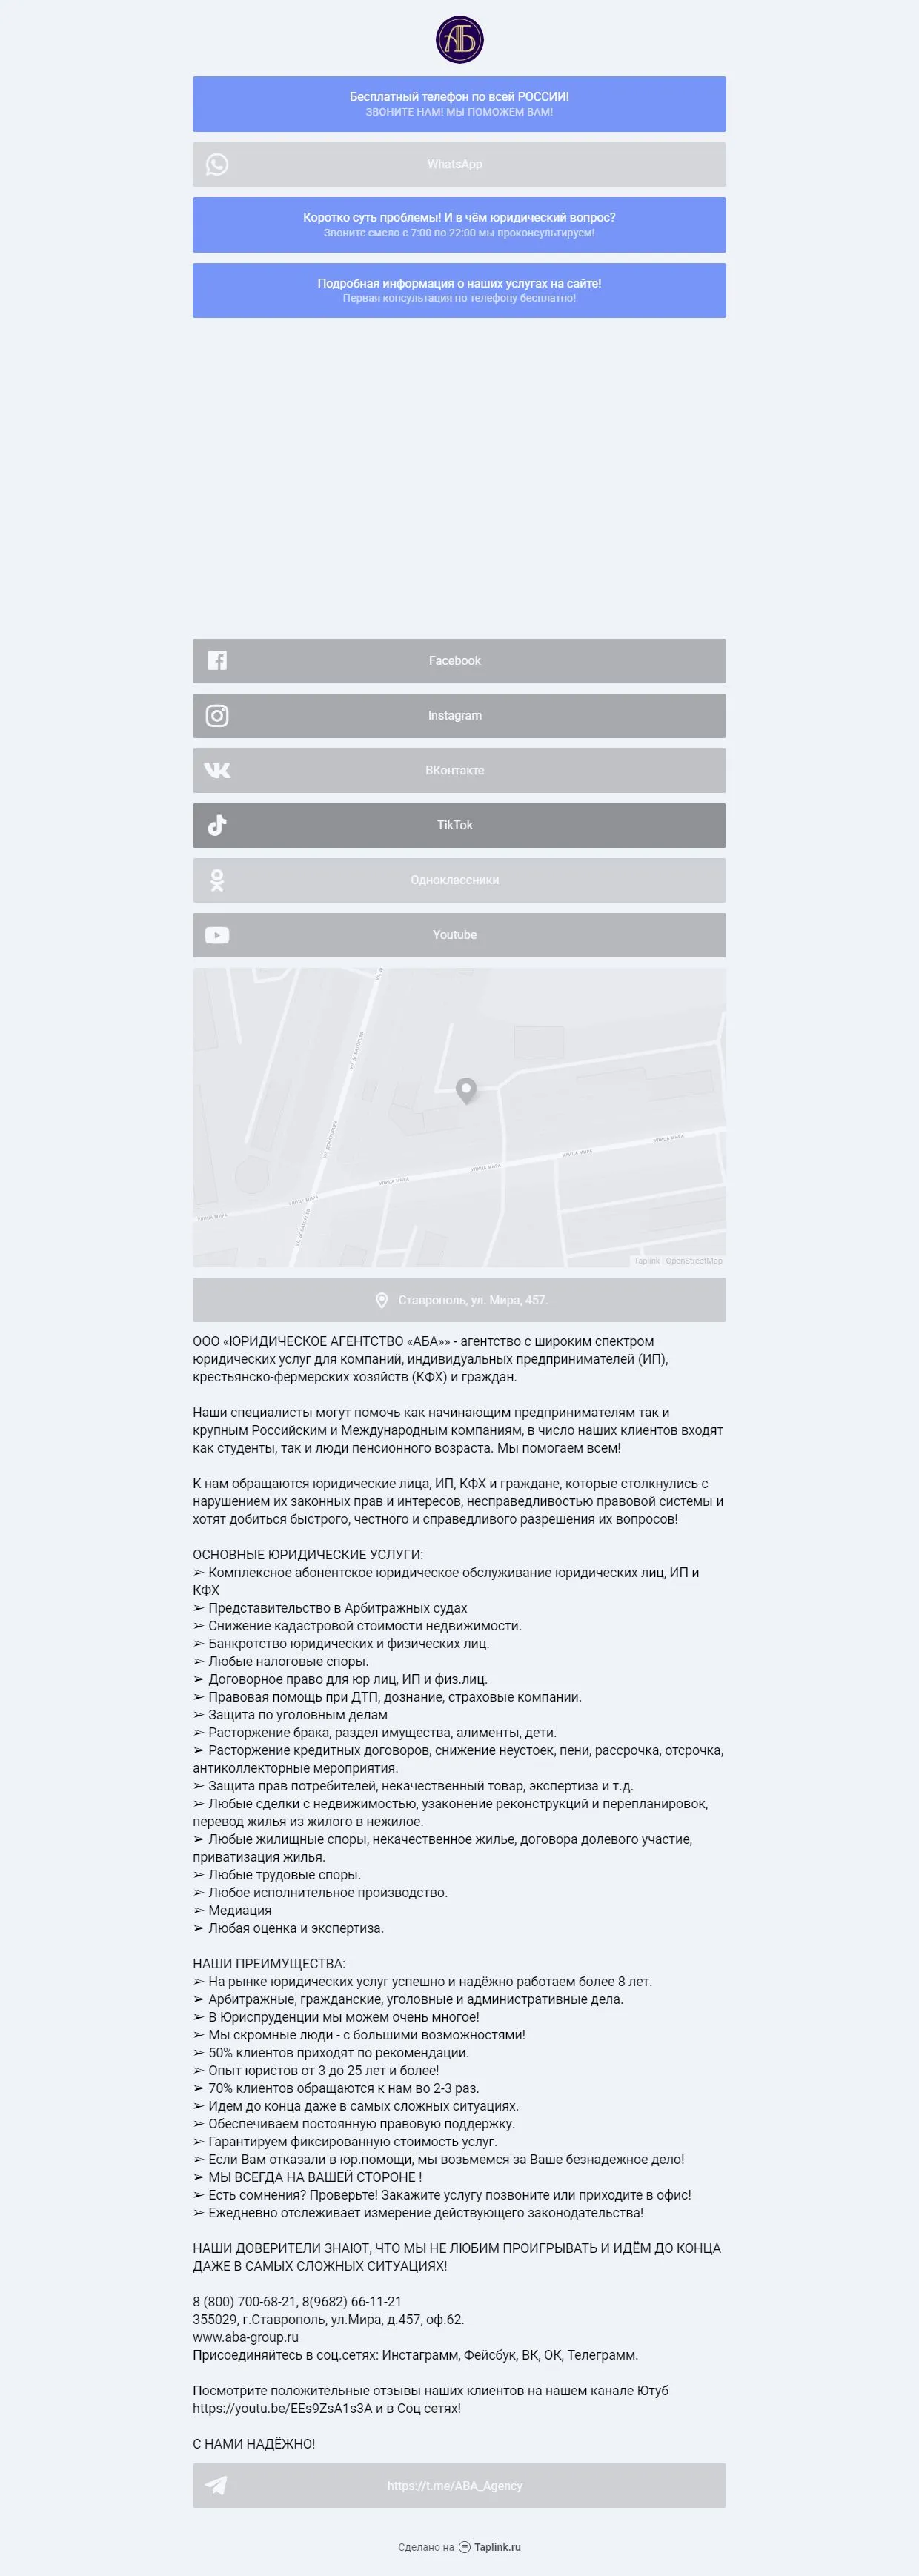 АБ
Бесплатный телефон по всей РОССИИ!
ЗВОНИТЕ НАМ! МЫ ПОМОЖЕМ ВАМ!
WhatsApp
Коротко суть проблемы! И в чём юридический вопрос?
Звоните смело с 7:00 по 22:00 мы проконсультируем!
Подробная информация о наших услугах на сайте!
Первая консультация по телефону бесплатно!
Facebook
Instagram
ВКонтакте
TikTok
Одноклассники
Youtube
УЛИЦА МИРА
УЛИЦА МИРА
УЛИЦА МИРА
УЛИЦА МИРА
УЛИЦА МИРА
УЛИЦА МИРА
Taplink | OpenStreetMap
Ставрополь, ул. Мира, 457.
ООО «ЮРИДИЧЕСКОЕ АГЕНТСТВО «АБА»» - агентство с широким спектром
юридических услуг для компаний, индивидуальных предпринимателей (ИП),
крестьянско-фермерских хозяйств (КФХ) и граждан.
Наши специалисты могут помочь как начинающим предпринимателям так и
крупным Российским и Международным компаниям, в число наших клиентов входят
как студенты, так и люди пенсионного возраста. Мы помогаем всем!
К нам обращаются юридические лица, ИП, КФХ и граждане, которые столкнулись с
нарушением их законных прав и интересов, несправедливостью правовой системы и
хотят добиться быстрого, честного и справедливого разрешения их вопросов!
ОСНОВНЫЕ ЮРИДИЧЕСКИЕ УСЛУГИ:
➢ Комплексное абонентское юридическое обслуживание юридических лиц, ИП и
КФХ
➢ Представительство в Арбитражных судах
➢ Снижение кадастровой стоимости недвижимости.
➢ Банкротство юридических и физических лиц.
➢ Любые налоговые споры.
➢ Договорное право для юр лиц, ИП и физ.лиц.
➢ Правовая помощь при ДТП, дознание, страховые компании.
➢ Защита по уголовным делам
➢ Расторжение брака, раздел имущества, алименты, дети.
➢ Расторжение кредитных договоров, снижение неустоек, пени, рассрочка, отсрочка,
антиколлекторные мероприятия.
➢ Защита прав потребителей, некачественный товар, экспертиза и т.д.
➢ Любые сделки с недвижимостью, узаконение реконструкций и перепланировок,
перевод жилья из жилого в нежилое.
➢ Любые жилищные споры, некачественное жилье, договора долевого участие,
приватизация жилья.
➢ Любые трудовые споры.
➢ Любое исполнительное производство.
➢ Медиация
➢ Любая оценка и экспертиза.
НАШИ ПРЕИМУЩЕСТВА:
➢ На рынке юридических услуг успешно и надёжно работаем более 8 лет.
➢ Арбитражные, гражданские, уголовные и административные дела.
➢ В Юриспруденции мы можем очень многое!
➢ Мы скромные люди - с большими возможностями!
➢ 50% клиентов приходят по рекомендации.
➢ Опыт юристов от 3 до 25 лет и более!
➢ 70% клиентов обращаются к нам во 2-3 раз.
➢ Идем до конца даже в самых сложных ситуациях.
➢ Обеспечиваем постоянную правовую поддержку.
➢ Гарантируем фиксированную стоимость услуг.
➢ Если Вам отказали в юр.помощи, мы возьмемся за Ваше безнадежное дело!
➢ МЫ ВСЕГДА НА ВАШЕЙ СТОРОНЕ !
➢ Есть сомнения? Проверьте! Закажите услугу позвоните или приходите в офис!
➢ Ежедневно отслеживает измерение действующего законодательства!
НАШИ ДОВЕРИТЕЛИ ЗНАЮТ, ЧТО МЫ НЕ ЛЮБИМ ПРОИГРЫВАТЬ И ИДЁМ ДО КОНЦА
ДАЖЕ В САМЫХ СЛОЖНЫХ СИТУАЦИЯХ!
8 (800) 700-68-21, 8(9682) 66-11-21
355029, г.Ставрополь, ул.Мира, д.457, оф.62.
www.aba-group.ru
Присоединяйтесь в соц.сетях: Инстаграмм, Фейсбук, ВК, ОК, Телеграмм.
Посмотрите положительные отзывы наших клиентов на нашем канале Ютуб
https://youtu.be/EEs9ZsA1s3A и в Соц сетях!
С НАМИ НАДЁЖНО!
https://t.me/ABA_Agency
Сделано на Taplink.ru